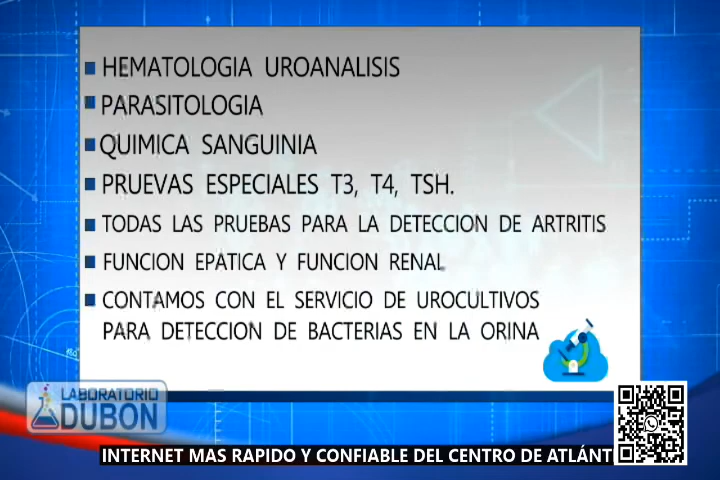 HEMATOLOGIA UROANALISIS
PARASITOLOGIA
QUIMICA SANGUINIA
PRUEVAS ESPECIALES T3, T4, TSH.
TODAS LAS PRUEBAS PARA LA DETECCION DE ARTRITIS
FUNCION EPATICA Y FUNCION RENAL
CONTAMOS CON EL SERVICIO DE UROCULTIVOS
PARA DETECCION DE BACTERIAS EN LA ORINA
LABORATORIO
DUBON
INTERNET MAS RAPIDO Y CONFIABLE DEL CENTRO DE ATLÁNT